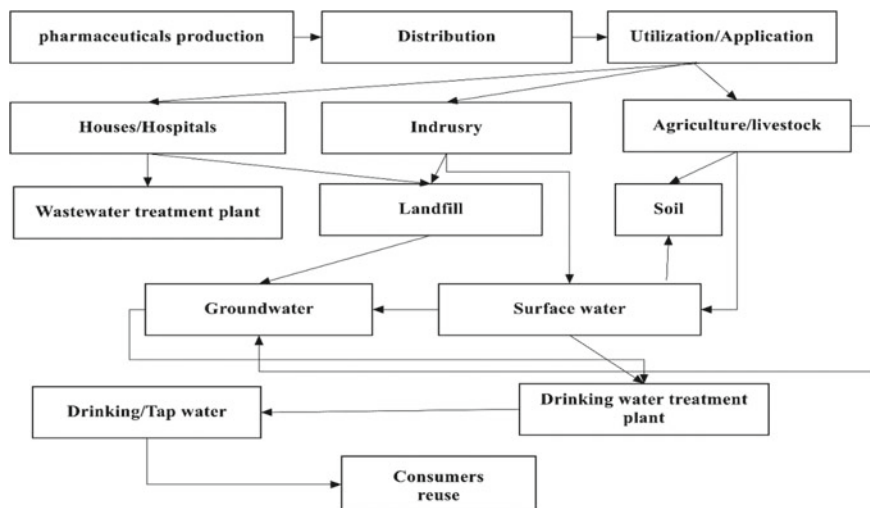 pharmaceuticals production
Distribution
Utilization/Application
Houses/Hospitals
Indrusry
Agriculture/livestock
Wastewater treatment plant
Landfill
Soil
Groundwater
Surface water
Drinking/Tap water
Drinking water treatment
plant
Consumers
reuse